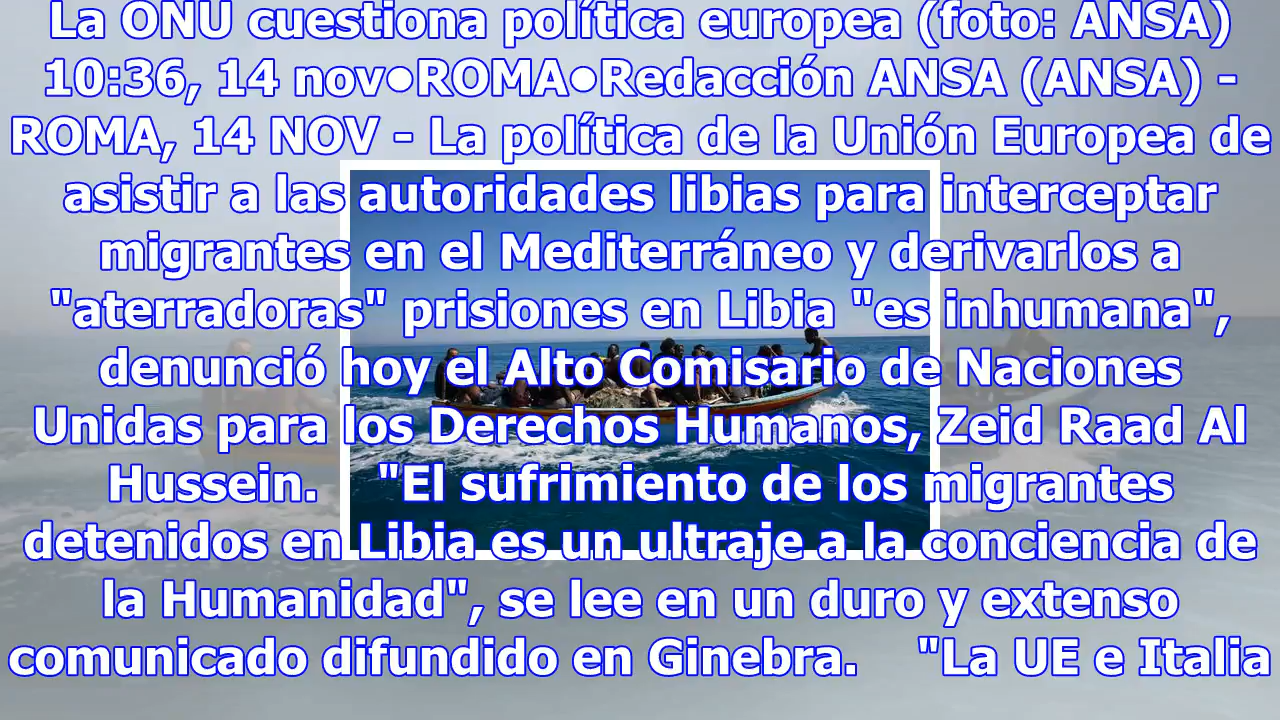 La ONU cuestiona política europea (foto: ANSA)
10:36, 14 nov•ROMA•Redacción ANSA (ANSA) -
ROMA, 14 NOV - La política de la Unión Europea de
asistir a las autoridades libias para interceptar
migrantes en el Mediterráneo y derivarlos a
"aterradoras" prisiones en Libia "es inhumana",
denunció hoy el Alto Comisario de Naciones
Unidas para los Derechos Humanos, Zeid Raad Al
Hussein.    "El sufrimiento de los migrantes
detenidos en Libia es un ultraje a la conciencia de
la Humanidad", se lee en un duro y extenso
comunicado difundido en Ginebra.    "La UE e Italia